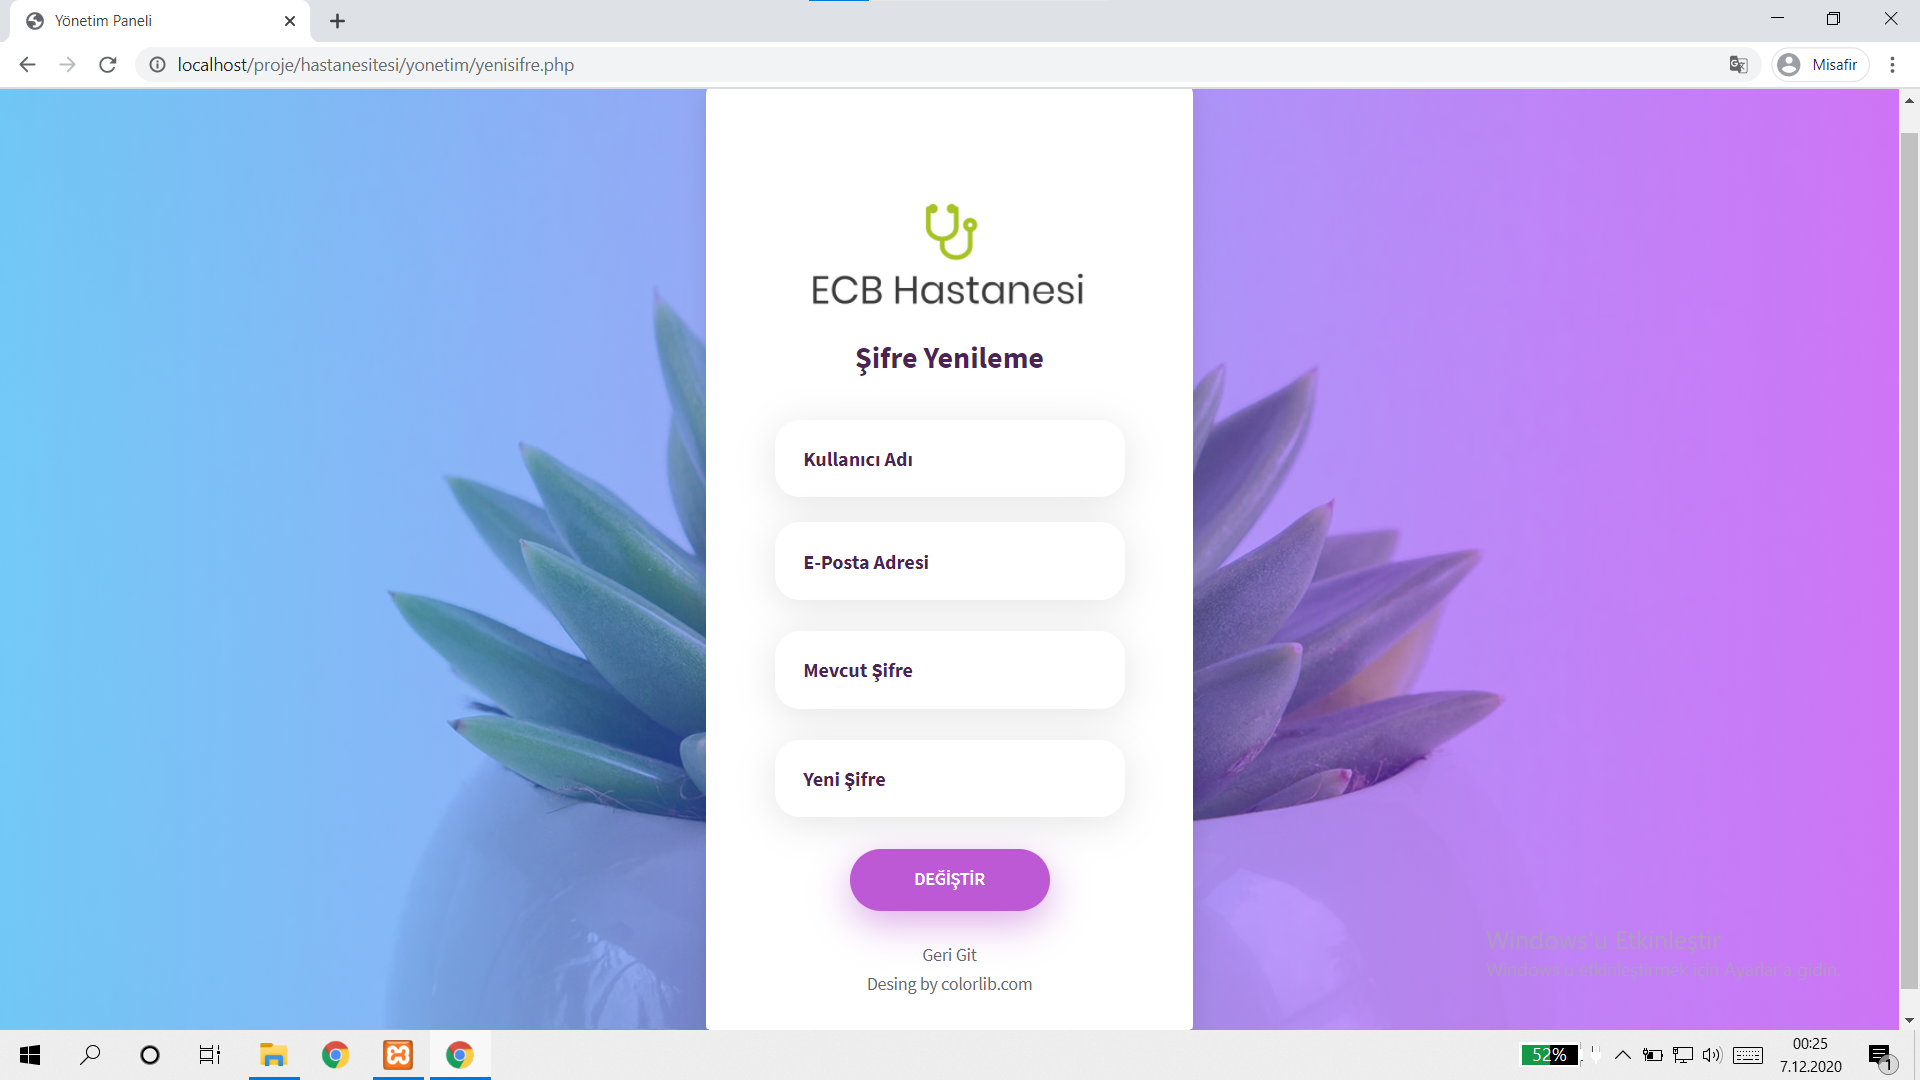 Yönetim Paneli
localhost/proje/hastanesitesi/yonetim/yenisifre.php
Misafir
ECB Hastanesi
Şifre Yenileme
Kullanıcı Adı
E-Posta Adresi
Mevcut Şifre
Yeni Şifre
DEĞİŞTİR
Geri Git
Desing by colorlib.com
Windows'u Etkinleştir
Windows'u etkinleştirmek için Ayarlar'a gidin.
52%
00:25
7.12.2020
1